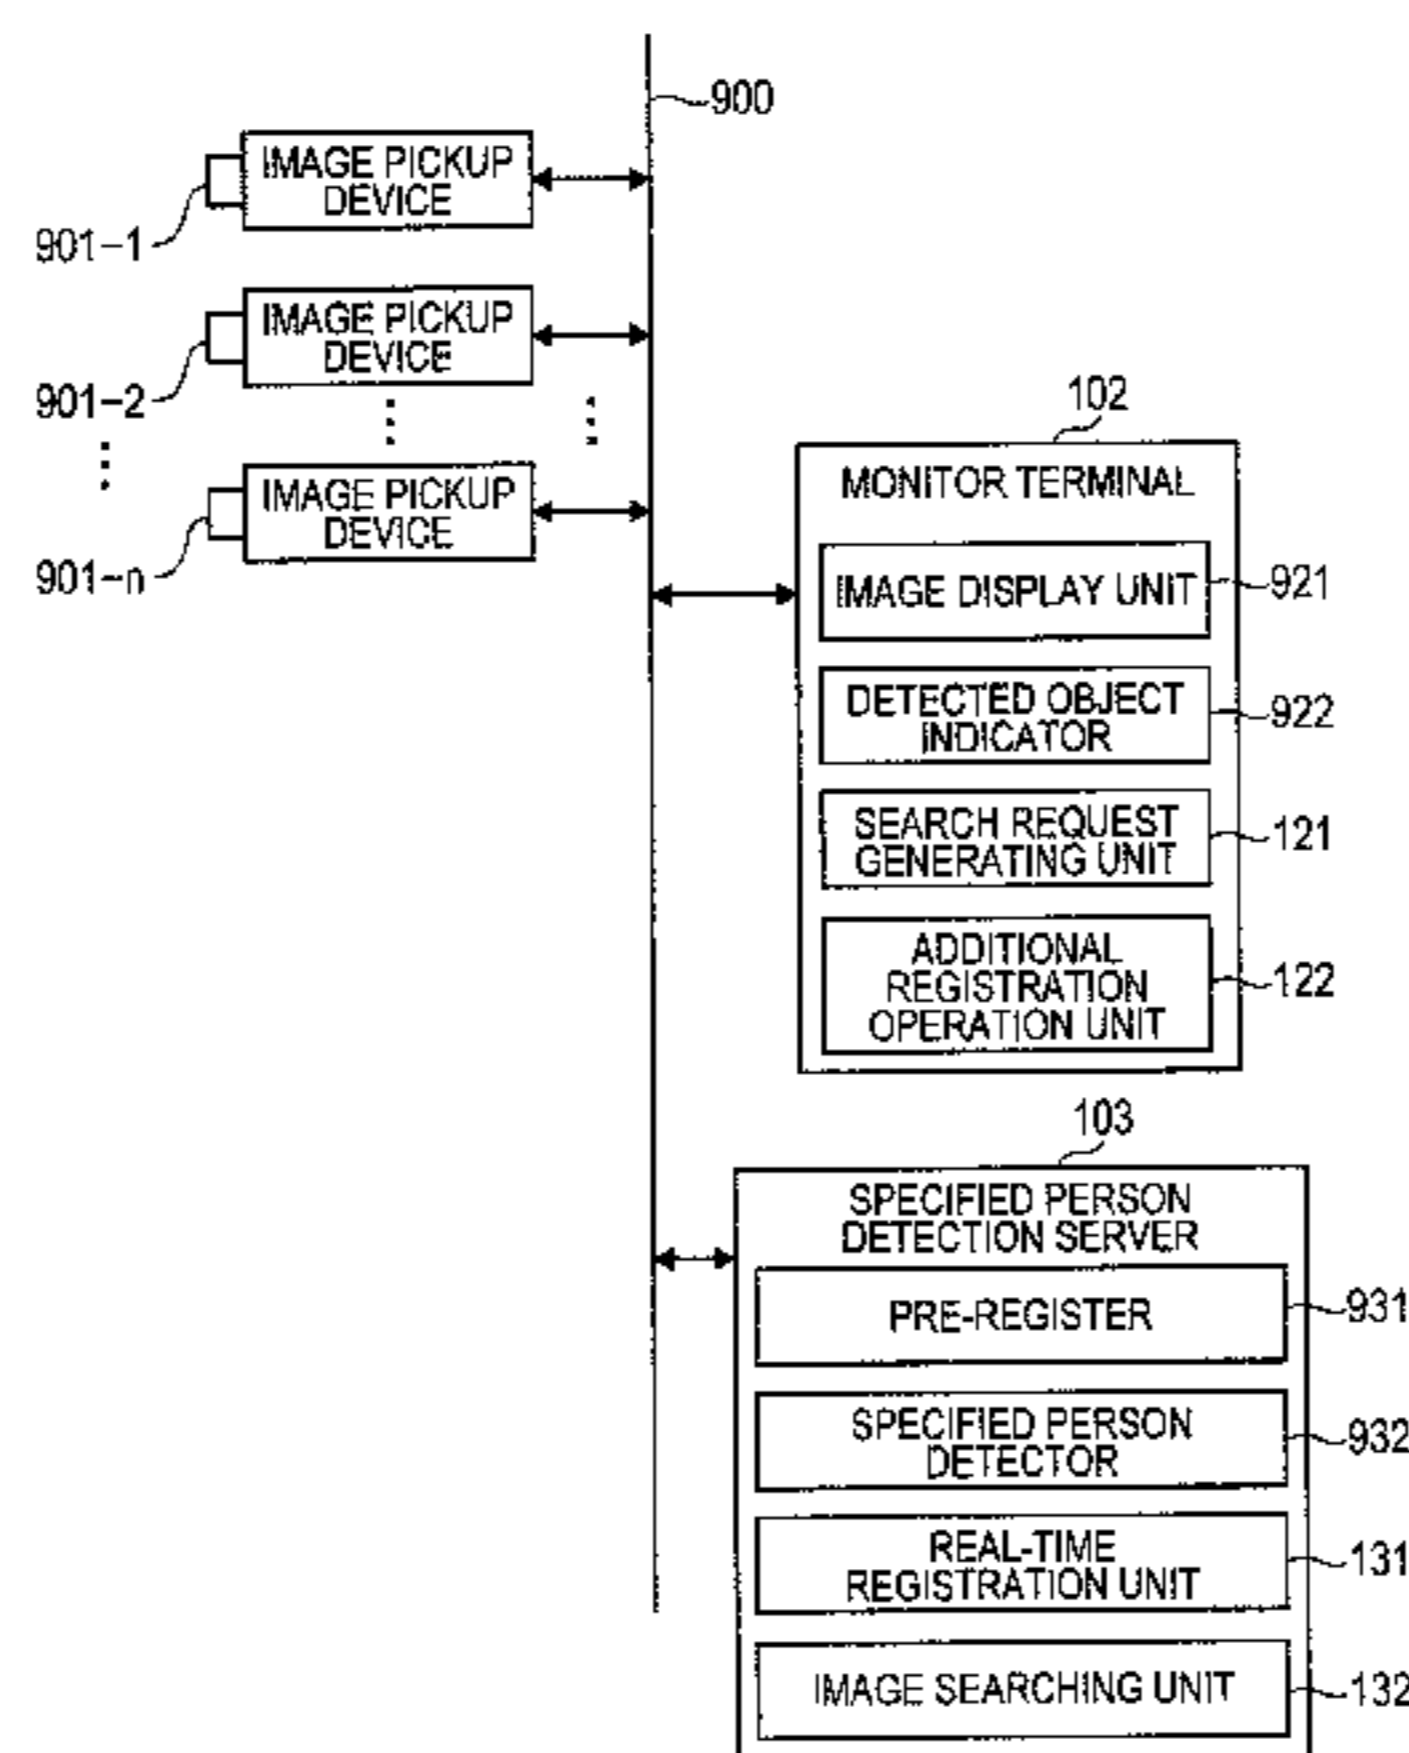 900
IMAGE PICKUP
DEVICE
901-1
IMAGE PICKUP
DEVICE
901-2
IMAGE PICKUP
DEVICE
901-n
102
MONITOR TERMINAL
IMAGE DISPLAY UNIT
921
DETECTED OBJECT
INDICATOR
922
SEARCH REQUEST
GENERATING UNIT
121
ADDITIONAL
REGISTRATION
OPERATION UNIT
122
103
SPECIFIED PERSON
DETECTION SERVER
PRE-REGISTER
931
SPECIFIED PERSON
DETECTOR
932
REAL-TIME
REGISTRATION UNIT
131
IMAGE SEARCHING UNIT
132